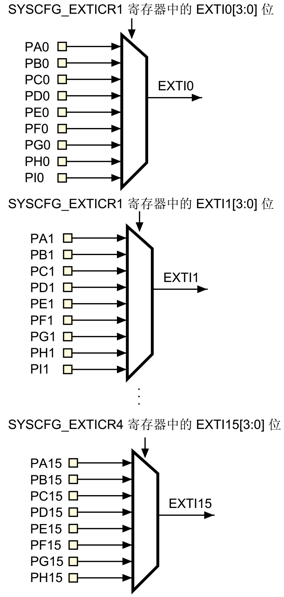 SYSCFG_EXTICR1 寄存器中的 EXTI0[3:0] 位
PA0
PB0
PC0
PD0
PE0
PF0
PG0
PH0
PI0
EXTI0
SYSCFG_EXTICR1 寄存器中的 EXTI1[3:0] 位
PA1
PB1
PC1
PD1
PE1
PF1
PG1
PH1
PI1
EXTI1
SYSCFG_EXTICR4 寄存器中的 EXTI15[3:0] 位
PA15
PB15
PC15
PD15
PE15
PF15
PG15
PH15
EXTI15